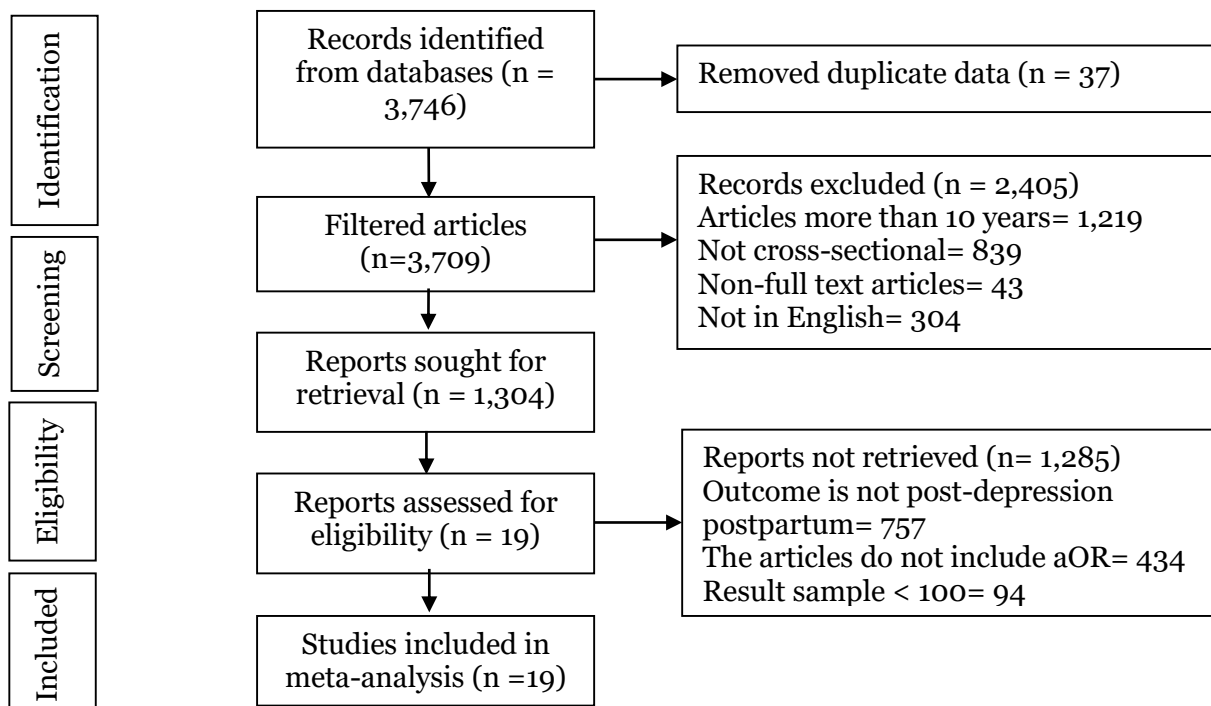 Identification
Records identified
from databases (n =
3,746)
Removed duplicate data (n = 37)
Filtered articles
(n=3,709)
Records excluded (n = 2,405)
Articles more than 10 years= 1,219
Not cross-sectional= 839
Non-full text articles= 43
Not in English= 304
Screening
Reports sought for
retrieval (n = 1,304)
Eligibility
Reports assessed for
eligibility (n = 19)
Reports not retrieved (n= 1,285)
Outcome is not post-depression
postpartum= 757
The articles do not include aOR= 434
Result sample < 100= 94
Included
Studies included in
meta-analysis (n =19)